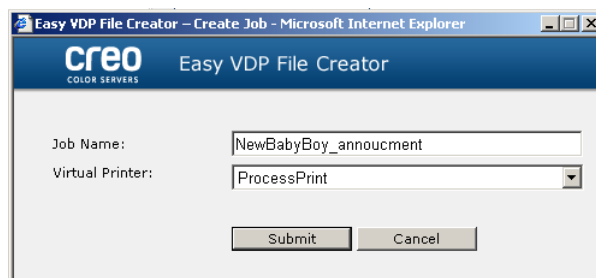 Easy VDP File Creator – Create Job - Microsoft Internet Explorer
creo
COLOR SERVERS
Easy VDP File Creator
Job Name:
NewBabyBoy_annoucment
Virtual Printer:
ProcessPrint
Submit
Cancel